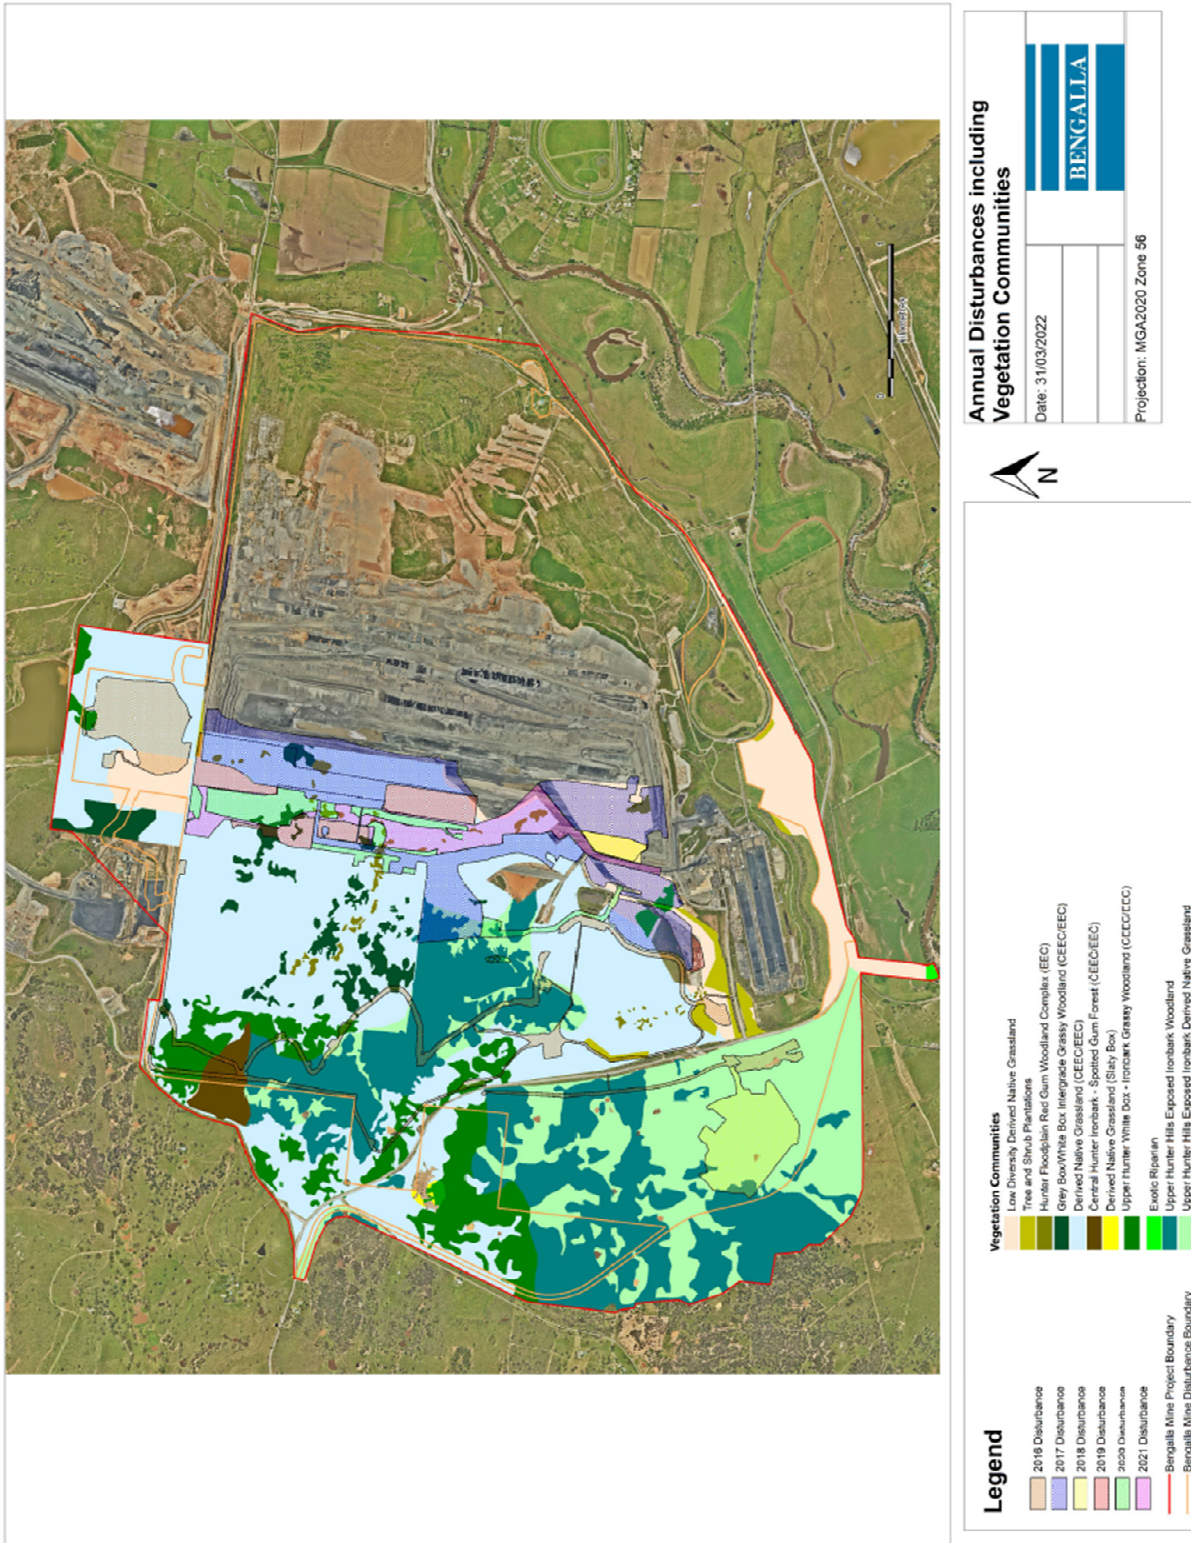 Annual Disturbances including
Vegetation Communities
Date: 31/03/2022
BENGALLA
Projection: MGA2020 Zone 56
N
0
1
Legend
2016 Disturbance
2017 Disturbance
2018 Disturbance
2019 Disturbance
2020 Disturbance
2021 Disturbance
Bengalla Mine Project Boundary
Bengalla Mine Disturbance Boundary
Vegetation Communities
Low Diversity Derived Native Grassland
Tree and Shrub Plantations
Hunter Floodplain Red Gum Woodland Complex (EEC)
Grey Box/White Box Intergrade Grassy Woodland (CEEC/EEC)
Derived Native Grassland (CEEC/EEC)
Central Hunter Ironbark - Spotted Gum Forest (CEEC/EEC)
Derived Native Grassland (Slaty Box)
Upper Hunter White Box - Ironbark Grassy Woodland (CEEC/EEC)
Exotic Riparian
Upper Hunter Hills Exposed Ironbark Woodland
Upper Hunter Hills Exposed Ironbark Derived Native Grassland